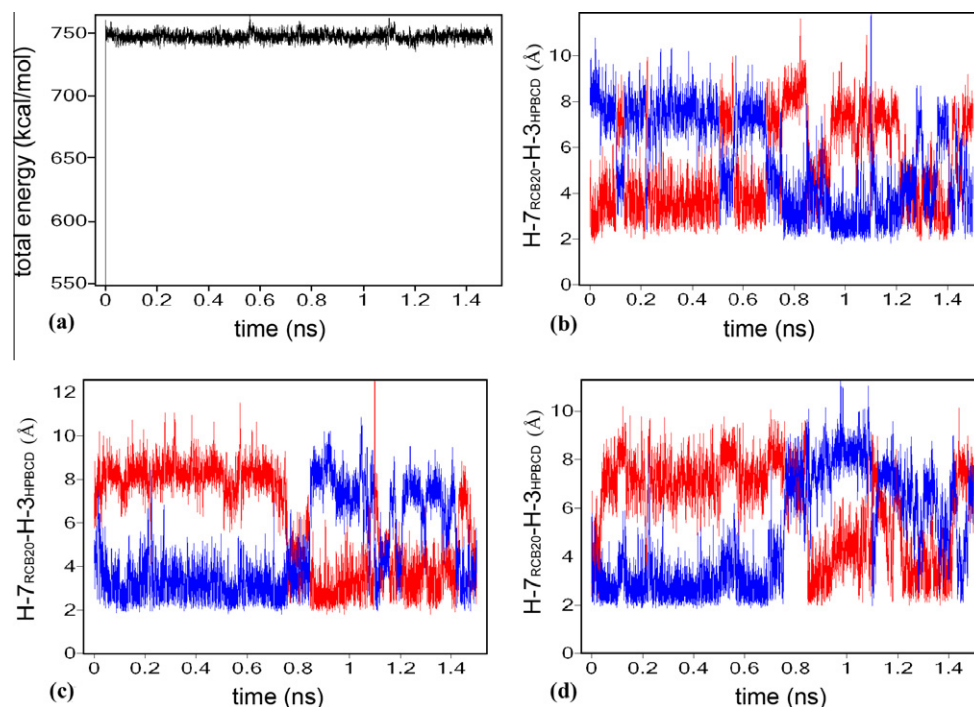 total energy (kcal/mol)
750
700
650
600
550
0 0.2 0.4 0.6 0.8 1 1.2 1.4
(a)
time (ns)
H-7RCB20-H-3HPBCD (Å)
10
8
6
4
2
0
0 0.2 0.4 0.6 0.8 1 1.2 1.4
(b)
time (ns)
H-7RCB20-H-3HPBCD (Å)
12
10
8
6
4
2
0
0 0.2 0.4 0.6 0.8 1 1.2 1.4
(c)
time (ns)
H-7RCB20-H-3HPBCD (Å)
10
8
6
4
2
0
0 0.2 0.4 0.6 0.8 1 1.2 1.4
(d)
time (ns)